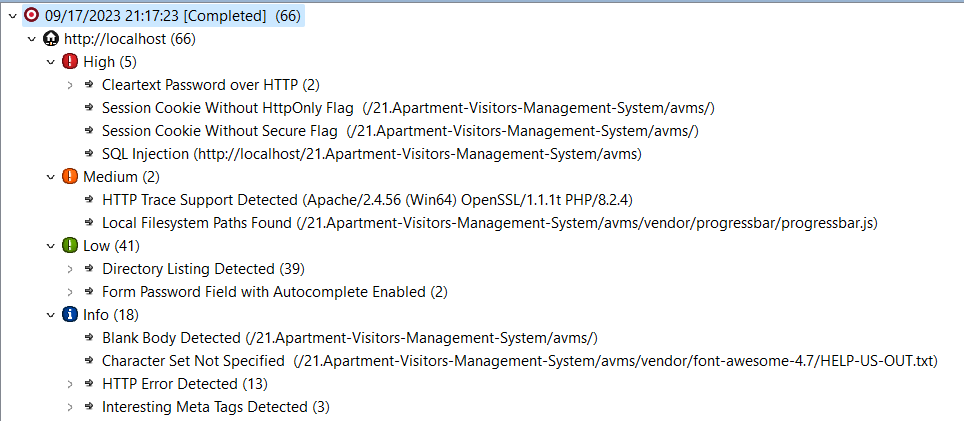 09/17/2023 21:17:23 [Completed] (66)
http://localhost (66)
High (5)
Cleartext Password over HTTP (2)
Session Cookie Without HttpOnly Flag (/21.Apartment-Visitors-Management-System/avms/)
Session Cookie Without Secure Flag (/21.Apartment-Visitors-Management-System/avms/)
SQL Injection (http://localhost/21.Apartment-Visitors-Management-System/avms)
Medium (2)
HTTP Trace Support Detected (Apache/2.4.56 (Win64) OpenSSL/1.1.1t PHP/8.2.4)
Local Filesystem Paths Found (/21.Apartment-Visitors-Management-System/avms/vendor/progressbar/progressbar.js)
Low (41)
Directory Listing Detected (39)
Form Password Field with Autocomplete Enabled (2)
Info (18)
Blank Body Detected (/21.Apartment-Visitors-Management-System/avms/)
Character Set Not Specified (/21.Apartment-Visitors-Management-System/avms/vendor/font-awesome-4.7/HELP-US-OUT.txt)
HTTP Error Detected (13)
Interesting Meta Tags Detected (3)